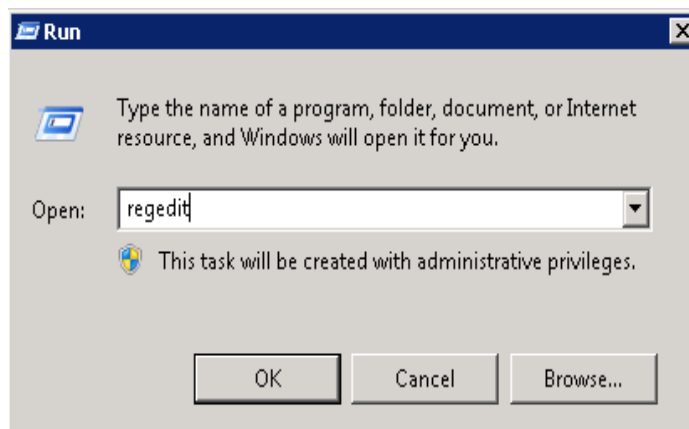 Run
Type the name of a program, folder, document, or Internet
resource, and Windows will open it for you.
Open: regedit
This task will be created with administrative privileges.
OK Cancel Browse...